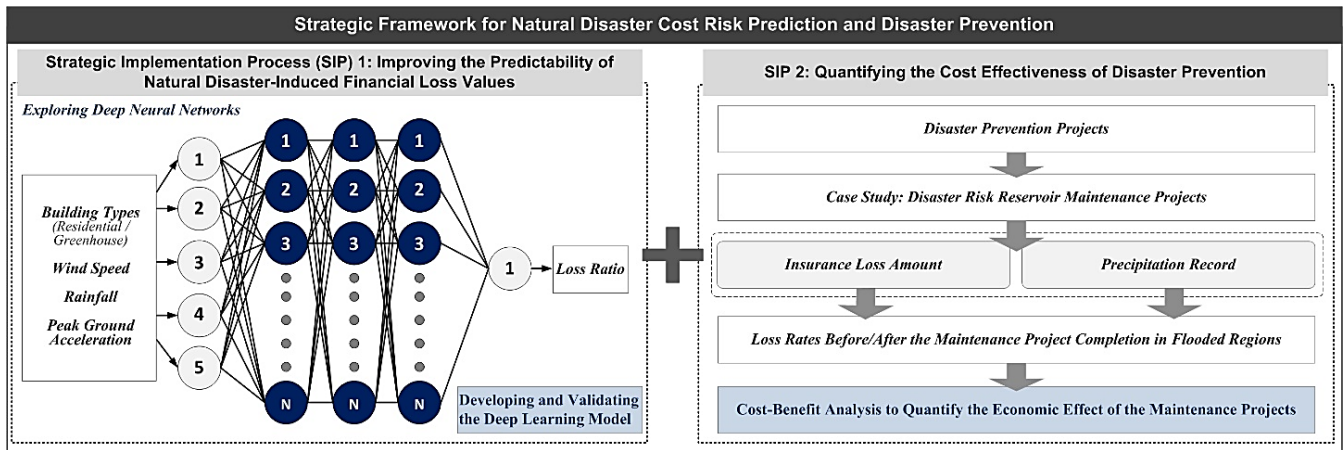 Strategic Framework for Natural Disaster Cost Risk Prediction and Disaster Prevention
Strategic Implementation Process (SIP) 1: Improving the Predictability of
Natural Disaster-Induced Financial Loss Values
Exploring Deep Neural Networks
Building Types
(Residential /
Greenhouse)
Wind Speed
Rainfall
Peak Ground
Acceleration
1
2
3
4
5
1 1 1
2 2 2
3 3 3
N N N
1
Loss Ratio
Developing and Validating
the Deep Learning Model
SIP 2: Quantifying the Cost Effectiveness of Disaster Prevention
Disaster Prevention Projects
Case Study: Disaster Risk Reservoir Maintenance Projects
Insurance Loss Amount
Precipitation Record
Loss Rates Before/After the Maintenance Project Completion in Flooded Regions
Cost-Benefit Analysis to Quantify the Economic Effect of the Maintenance Projects